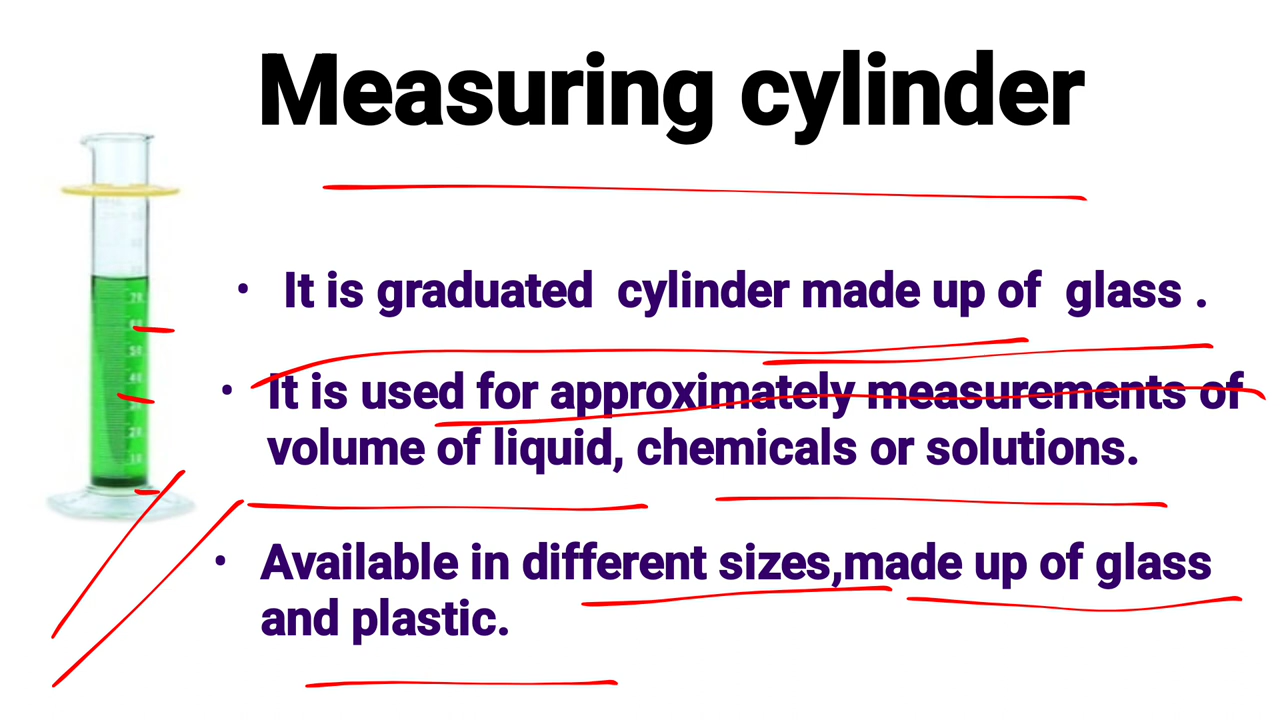 Measuring cylinder
• It is graduated cylinder made up of glass .
• It is used for approximately measurements of
volume of liquid, chemicals or solutions.
• Available in different sizes,made up of glass
and plastic.